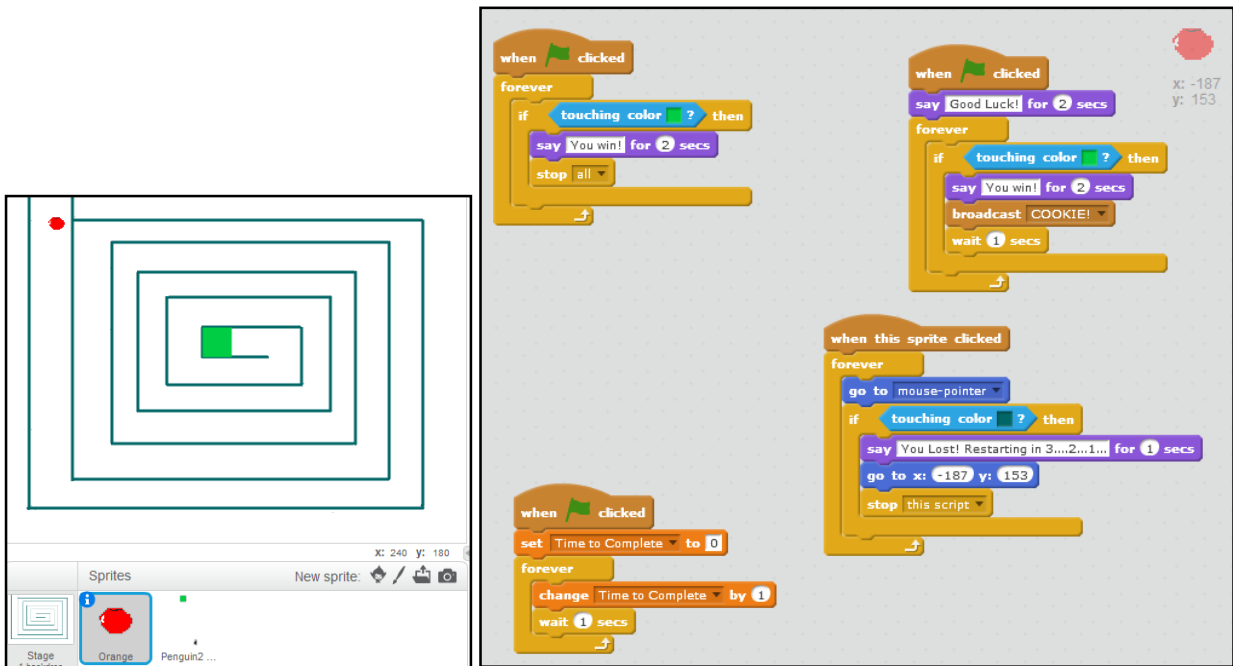 x: 240 y: 180
Sprites
New sprite:
Stage
Orange
Penguin2 ...
when clicked
forever
if touching color ? then
say You win! for 2 secs
stop all
when clicked
say Good Luck! for 2 secs
forever
if touching color ? then
say You win! for 2 secs
broadcast COOKIE!
wait 1 secs
x: -187
y: 153
when this sprite clicked
forever
go to mouse-pointer
if touching color ? then
say You Lost! Restarting in 3....2...1... for 1 secs
go to x: -187 y: 153
stop this script
when clicked
set Time to Complete to 0
forever
change Time to Complete by 1
wait 1 secs